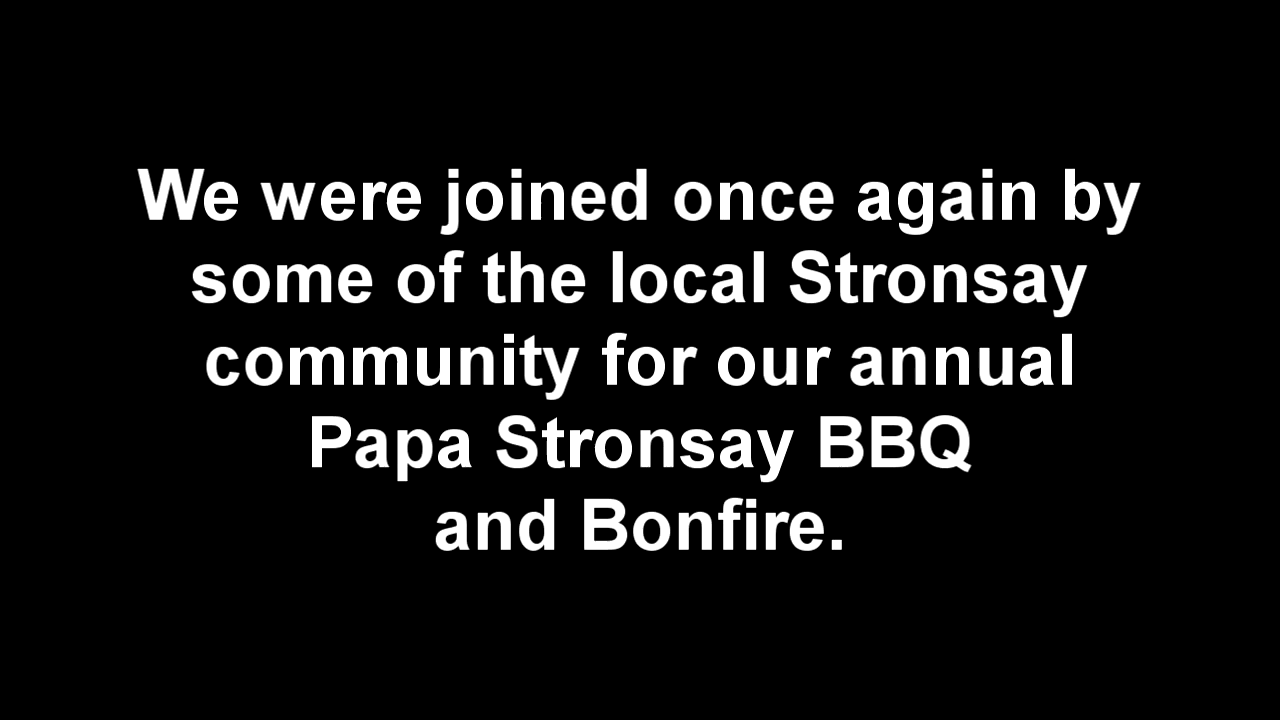 We were joined once again by
some of the local Stronsay
community for our annual
Papa Stronsay BBQ
and Bonfire.